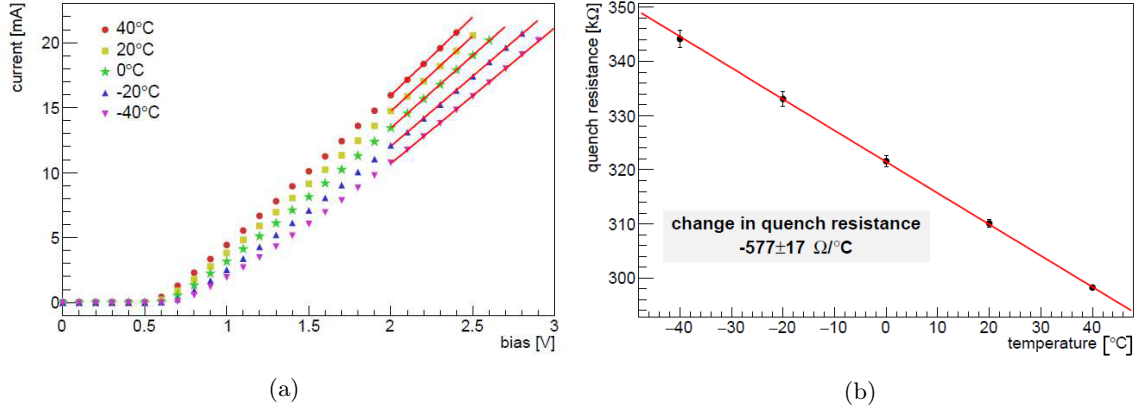 current [mA]
20
15
10
5
0
40°C
20°C
0°C
-20°C
-40°C
0
0.5
1
1.5
2
2.5
3
bias [V]
(a)
quench resistance [kΩ]
350
340
330
320
310
300
change in quench resistance
-577±17 Ω/°C
−40
−30
−20
−10
0
10
20
30
40
temperature [°C]
(b)